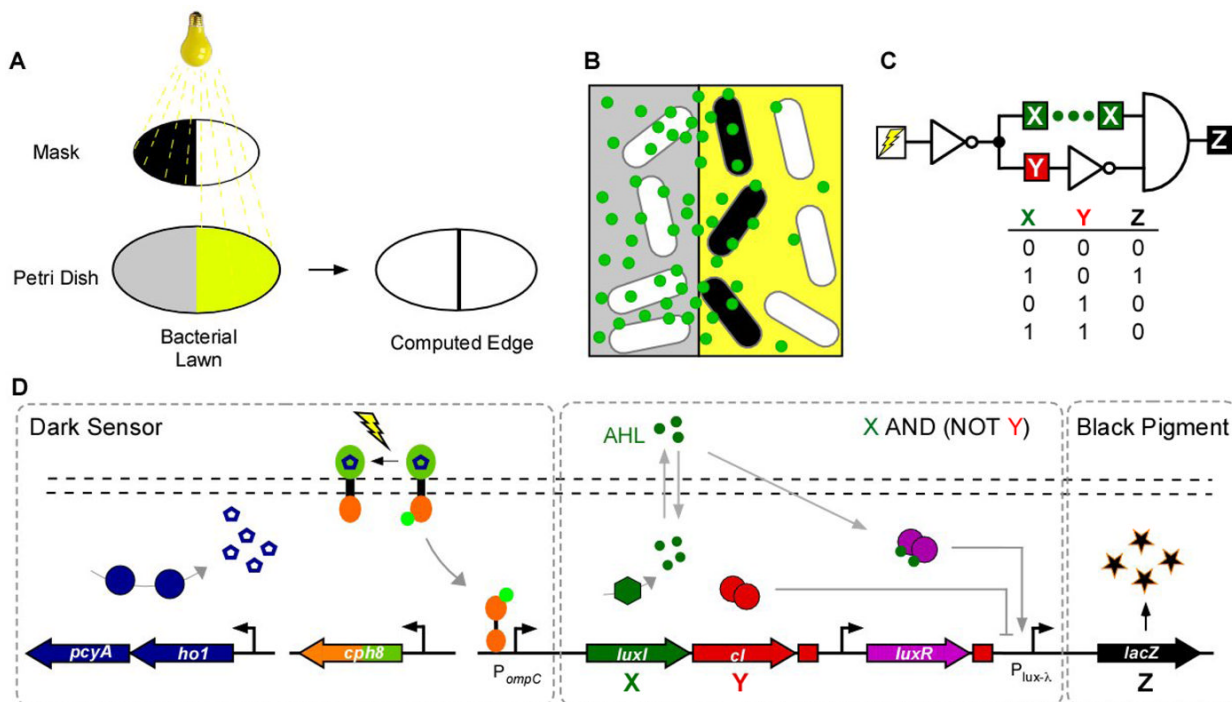 A
Mask
Petri Dish
Bacterial
Lawn
Computed Edge
B
C
X X
Y
Z
X Y Z
0 0 0
1 0 1
0 1 0
1 1 0
D
Dark Sensor
AHL
X AND (NOT Y)
Black Pigment
pcyA ho1 cph8 luxI cI luxR lacZ
PompC
Plux-λ
X Y Z